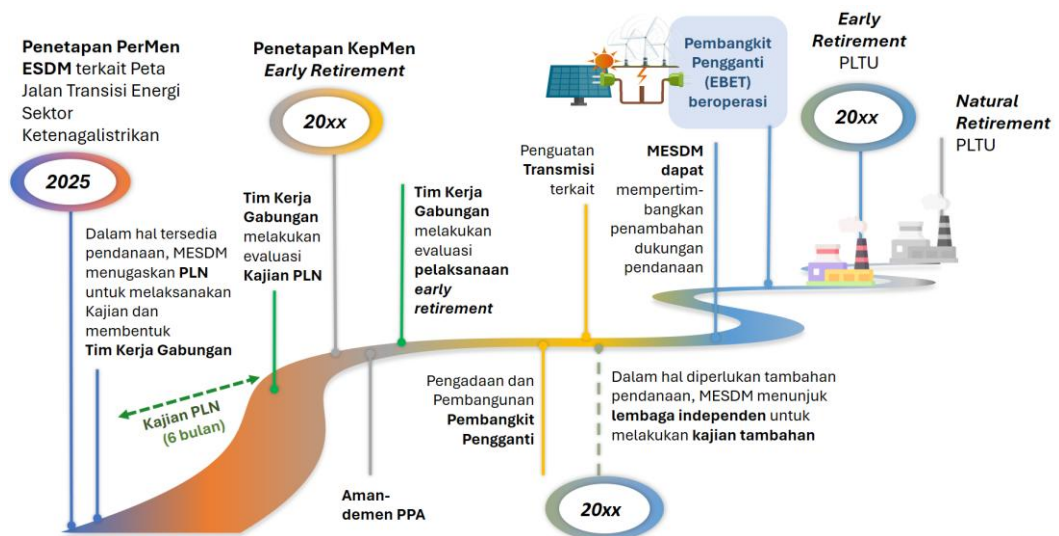 Penetapan PerMen
ESDM terkait Peta
Jalan Transisi Energi
Sektor
Ketenagalistrikan
2025
Dalam hal tersedia
pendanaan, MESDM
menugaskan PLN
untuk melaksanakan
Kajian dan
membentuk
Tim Kerja Gabungan
Kajian PLN
(6 bulan)
Tim Kerja
Gabungan
melakukan
evaluasi
Kajian PLN
Penetapan KepMen
Early Retirement
20xx
Aman-
demen PPA
Tim Kerja
Gabungan
melakukan
evaluasi
pelaksanaan
early
retirement
Pengadaan dan
Pembangunan
Pembangkit
Pengganti
Penguatan
Transmisi
terkait
Dalam hal diperlukan tambahan
pendanaan, MESDM menunjuk
lembaga independen untuk
melakukan kajian tambahan
20xx
MESDM
dapat
mempertim-
bangkan
penambahan
dukungan
pendanaan
Pembangkit
Pengganti
(EBET)
beroperasi
Early
Retirement
PLTU
20xx
Natural
Retirement
PLTU